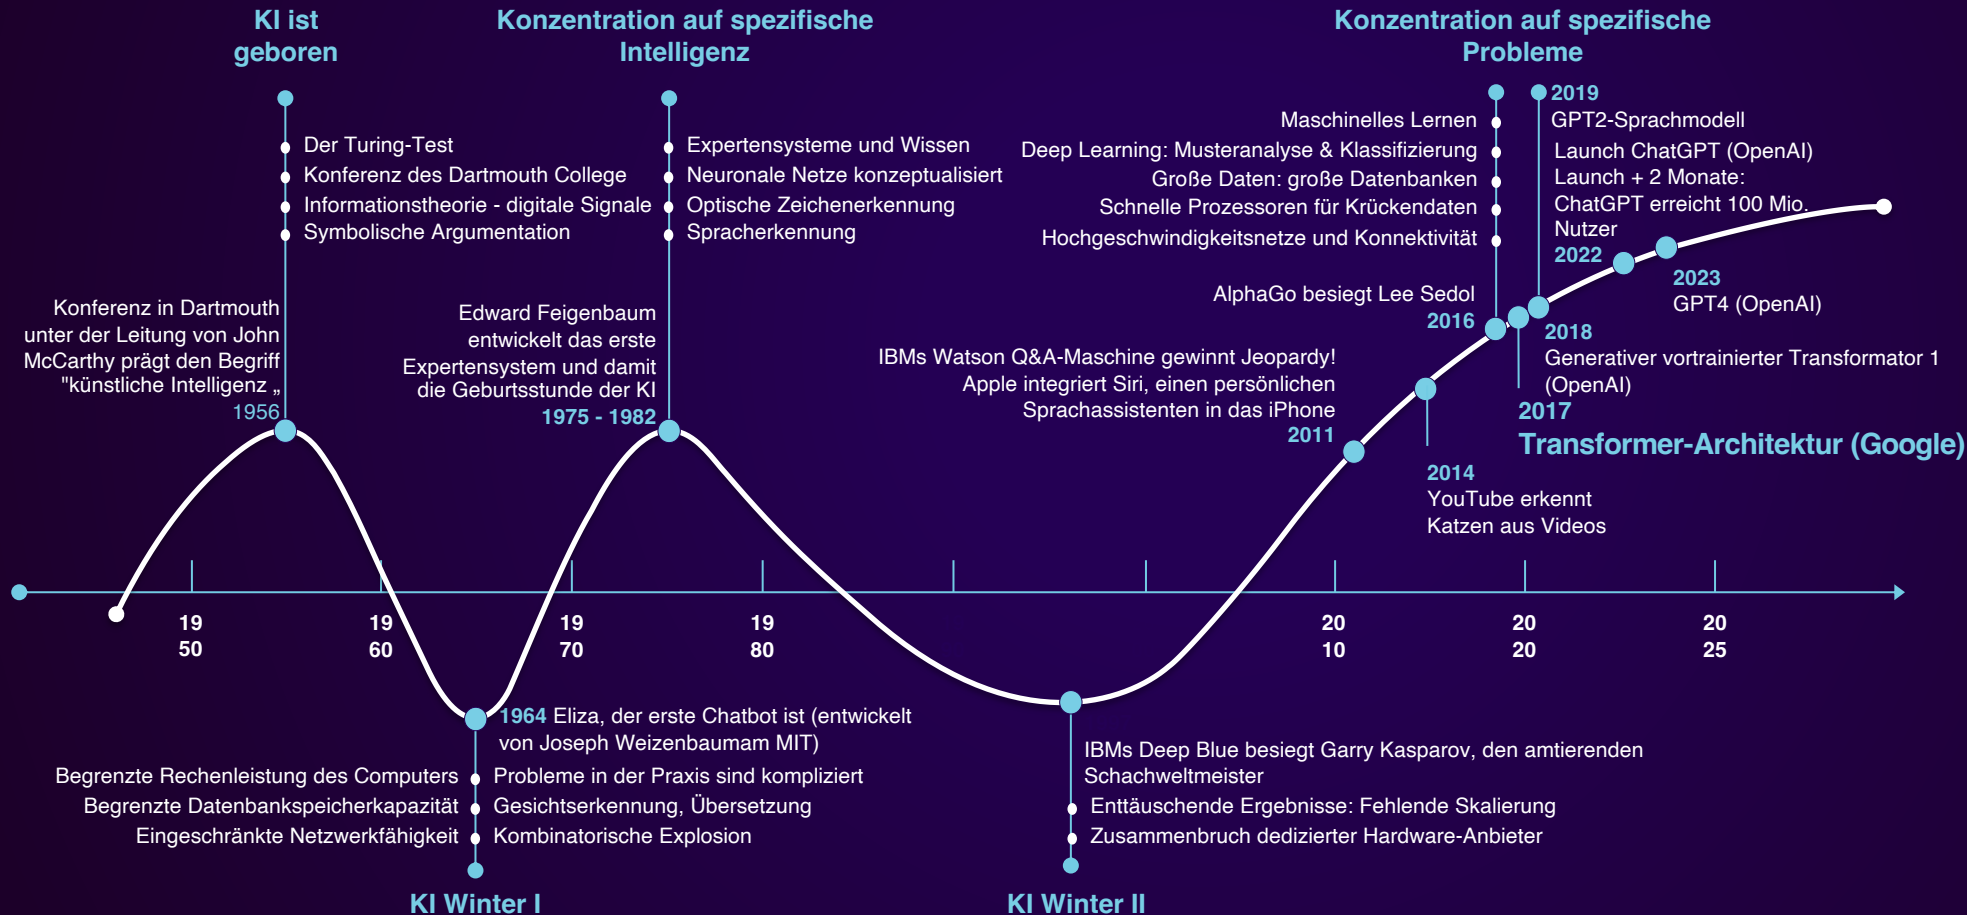 KI ist
geboren
Der Turing-Test
Konferenz des Dartmouth College
Informationstheorie - digitale Signale
Symbolische Argumentation
Konferenz in Dartmouth
unter der Leitung von John
McCarthy prägt den Begriff
"künstliche Intelligenz „
1956
Konzentration auf spezifische
Intelligenz
Expertensysteme und Wissen
Neuronale Netze konzeptualisiert
Optische Zeichenerkennung
Spracherkennung
Edward Feigenbaum
entwickelt das erste
Expertensystem und damit
die Geburtsstunde der KI
1975 - 1982
Konzentration auf spezifische
Probleme
Maschinelles Lernen
Deep Learning: Musteranalyse & Klassifizierung
Große Daten: große Datenbanken
Schnelle Prozessoren für Krückendaten
Hochgeschwindigkeitsnetze und Konnektivität
AlphaGo besiegt Lee Sedol
2016
IBMs Watson Q&A-Maschine gewinnt Jeopardy!
Apple integriert Siri, einen persönlichen
Sprachassistenten in das iPhone
2011
2019
GPT2-Sprachmodell
Launch ChatGPT (OpenAI)
Launch + 2 Monate:
ChatGPT erreicht 100 Mio.
Nutzer
2022
2023
GPT4 (OpenAI)
2018
Generativer vortrainierter Transformator 1
(OpenAI)
2017
Transformer-Architektur (Google)
2014
YouTube erkennt
Katzen aus Videos
19
50
19
60
19
70
19
80
20
10
20
20
20
25
1964 Eliza, der erste Chatbot ist (entwickelt
von Joseph Weizenbaumam MIT)
Begrenzte Rechenleistung des Computers
Begrenzte Datenbankspeicherkapazität
Eingeschränkte Netzwerkfähigkeit
Probleme in der Praxis sind kompliziert
Gesichtserkennung, Übersetzung
Kombinatorische Explosion
KI Winter I
IBMs Deep Blue besiegt Garry Kasparov, den amtierenden
Schachweltmeister
Enttäuschende Ergebnisse: Fehlende Skalierung
Zusammenbruch dedizierter Hardware-Anbieter
KI Winter II